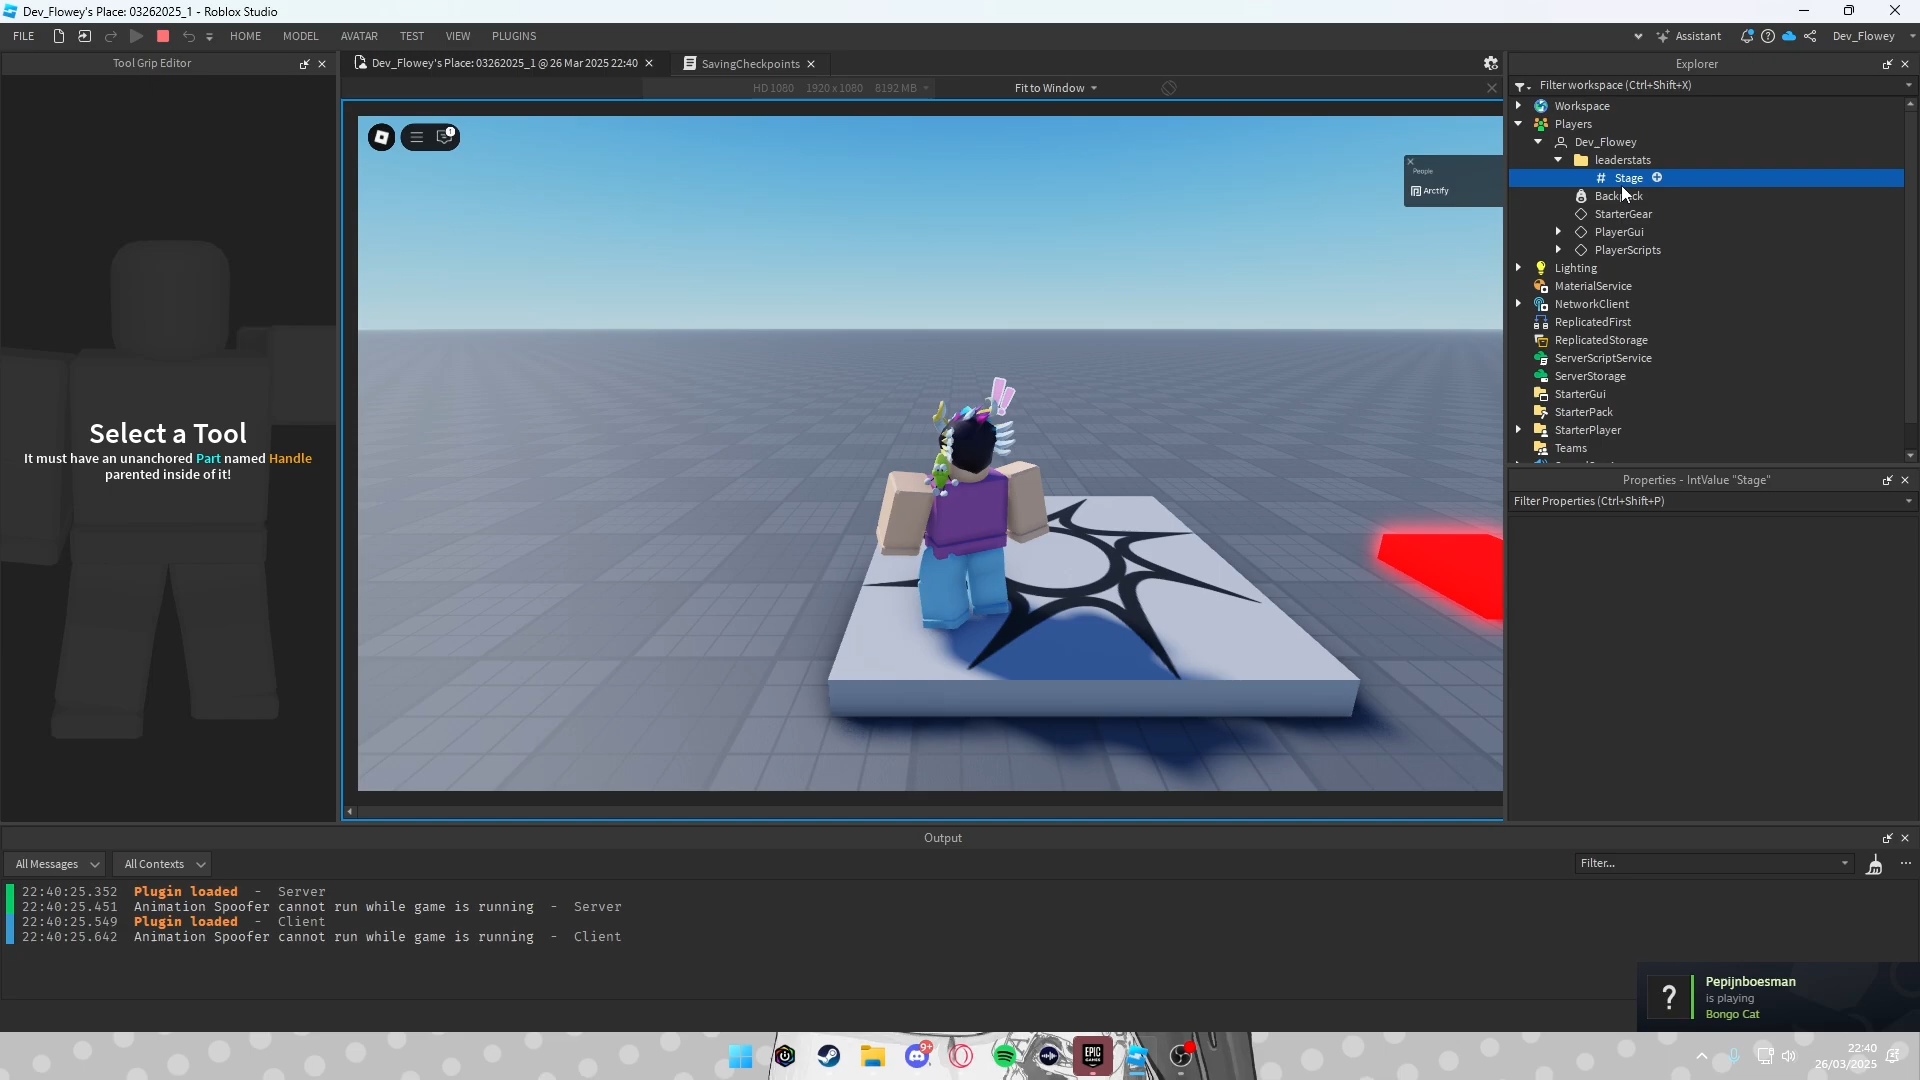 Dev_Flowey's Place: 03262025_1 - Roblox Studio
FILE HOME MODEL AVATAR TEST VIEW PLUGINS Assistant Dev_Flowey
Tool Grip Editor
Dev_Flowey's Place: 03262025_1 @ 26 Mar 2025 22:40
SavingCheckpoints
HD 1080 1920 x 1080 8192 MB
Fit to Window
People
Arctify
Select a Tool
It must have an unanchored Part named Handle
parented inside of it!
Explorer
Filter workspace (Ctrl+Shift+X)
Workspace
Players
Dev_Flowey
leaderstats
# Stage
Backpack
StarterGear
PlayerGui
PlayerScripts
Lighting
MaterialService
NetworkClient
ReplicatedFirst
ReplicatedStorage
ServerScriptService
ServerStorage
StarterGui
StarterPack
StarterPlayer
Teams
Properties - IntValue "Stage"
Filter Properties (Ctrl+Shift+P)
Output
All Messages All Contexts Filter...
22:40:25.352 Plugin loaded - Server
22:40:25.451 Animation Spoofer cannot run while game is running - Server
22:40:25.549 Plugin loaded - Client
22:40:25.642 Animation Spoofer cannot run while game is running - Client
?
Pepijnboesman
is playing
Bongo Cat
9+
EPIC
GAMES
22:40
26/03/2025